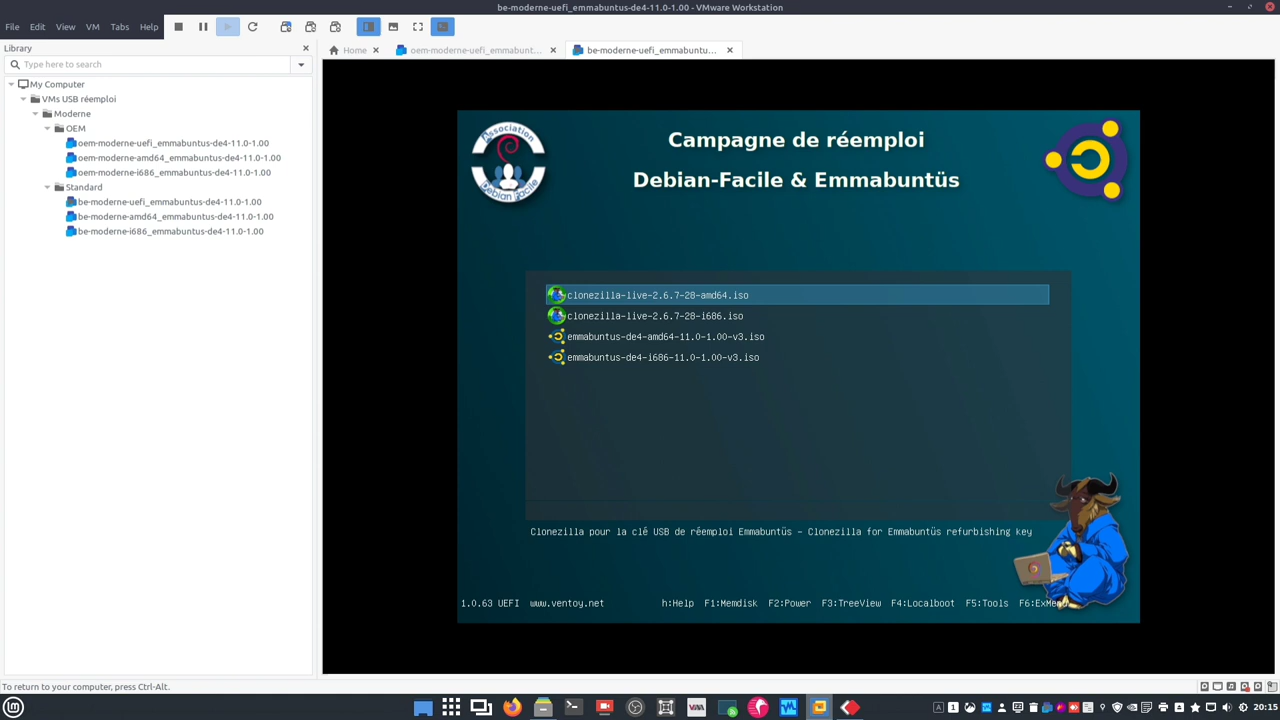 be-moderne-uefi_emmabuntus-de4-11.0-1.00 - VMware Workstation
File Edit View VM Tabs Help
Library
Home
oem-moderne-uefi_emmabunt...
be-moderne-uefi_emmabuntu...
Type here to search
My Computer
VMs USB réemploi
Moderne
OEM
oem-moderne-uefi_emmabuntus-de4-11.0-1.00
oem-moderne-amd64_emmabuntus-de4-11.0-1.00
oem-moderne-i686_emmabuntus-de4-11.0-1.00
Standard
be-moderne-uefi_emmabuntus-de4-11.0-1.00
be-moderne-amd64_emmabuntus-de4-11.0-1.00
be-moderne-i686_emmabuntus-de4-11.0-1.00
Association
Debian Facile
Campagne de réemploi
Debian-Facile & Emmabuntüs
clonezilla-live-2.6.7-28-amd64.iso
clonezilla-live-2.6.7-28-i686.iso
emmabuntus-de4-amd64-11.0-1.00-v3.iso
emmabuntus-de4-i686-11.0-1.00-v3.iso
Clonezilla pour la clé USB de réemploi Emmabuntüs - Clonezilla for Emmabuntüs refurbishing key
1.0.63 UEFI www.ventoy.net h:Help F1:Memdisk F2:Power F3:TreeView F4:Localboot F5:Tools F6:ExMenu
To return to your computer, press Ctrl-Alt.
20:15